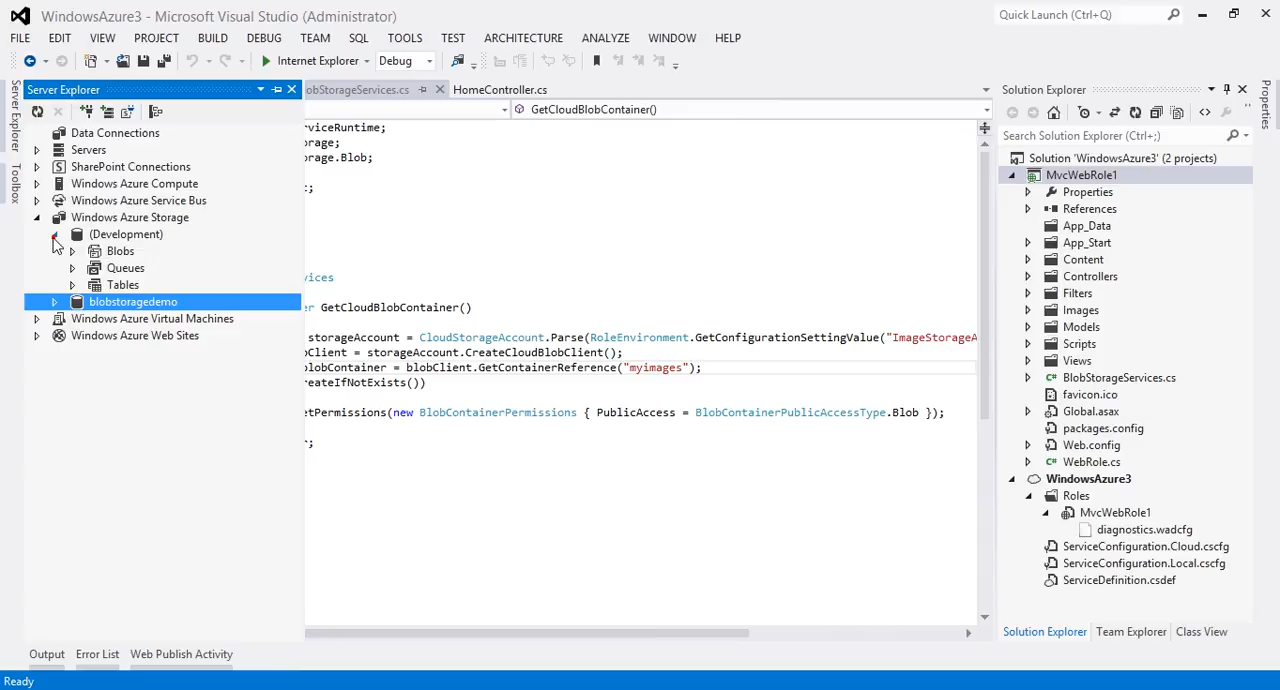 WindowsAzure3 - Microsoft Visual Studio (Administrator)
Quick Launch (Ctrl+Q)
FILE EDIT VIEW PROJECT BUILD DEBUG TEAM SQL TOOLS TEST ARCHITECTURE ANALYZE WINDOW HELP
Internet Explorer Debug
Server Explorer
Toolbox
Server Explorer
Data Connections
Servers
SharePoint Connections
Windows Azure Compute
Windows Azure Service Bus
Windows Azure Storage
(Development)
Blobs
Queues
Tables
blobstoragedemo
Windows Azure Virtual Machines
Windows Azure Web Sites
obStorageServices.cs HomeController.cs
GetCloudBlobContainer()
rviceRuntime;
orage;
orage.Blob;
t;
vices
er GetCloudBlobContainer()
storageAccount = CloudStorageAccount.Parse(RoleEnvironment.GetConfigurationSettingValue("ImageStorageA
bClient = storageAccount.CreateCloudBlobClient();
blobContainer = blobClient.GetContainerReference("myimages");
reateIfNotExists())
etPermissions(new BlobContainerPermissions { PublicAccess = BlobContainerPublicAccessType.Blob });
r;
Solution Explorer
Search Solution Explorer (Ctrl+;)
Solution 'WindowsAzure3' (2 projects)
MvcWebRole1
Properties
References
App_Data
App_Start
Content
Controllers
Filters
Images
Models
Scripts
Views
BlobStorageServices.cs
favicon.ico
Global.asax
packages.config
Web.config
WebRole.cs
WindowsAzure3
Roles
MvcWebRole1
diagnostics.wadcfg
ServiceConfiguration.Cloud.cscfg
ServiceConfiguration.Local.cscfg
ServiceDefinition.csdef
Solution Explorer Team Explorer Class View
Properties
Output Error List Web Publish Activity
Ready